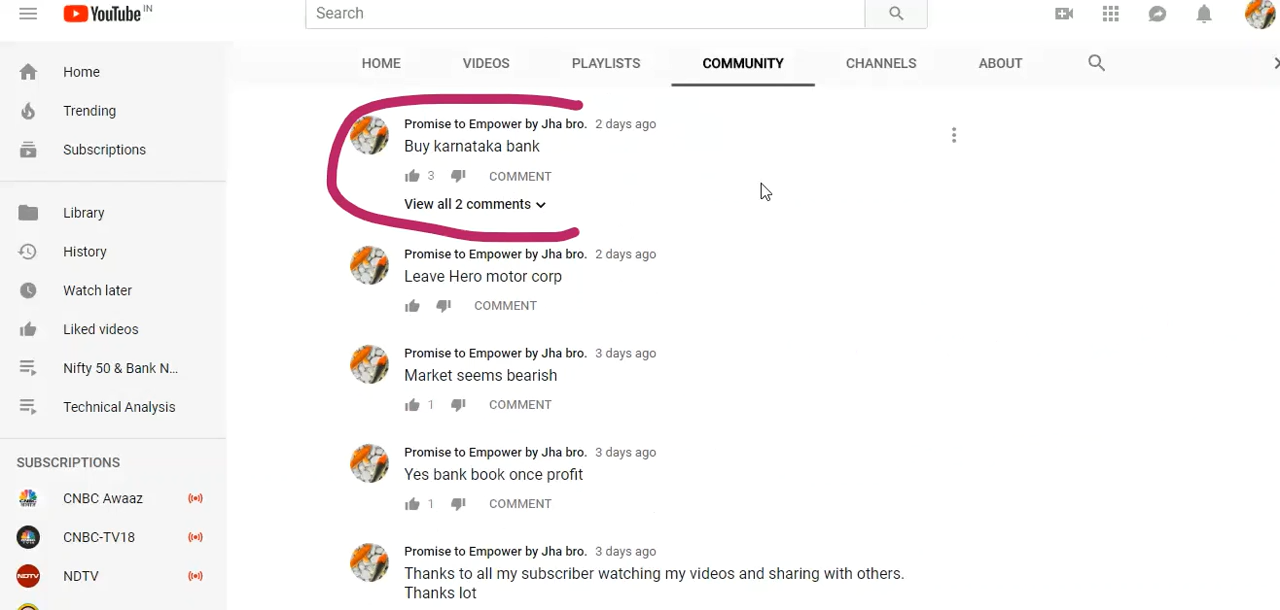 YouTube IN
Search
HOME VIDEOS PLAYLISTS COMMUNITY CHANNELS ABOUT
Home
Trending
Subscriptions
Library
History
Watch later
Liked videos
Nifty 50 & Bank N...
Technical Analysis
SUBSCRIPTIONS
CNBC Awaaz
CNBC-TV18
NDTV
NDTV
Promise to Empower by Jha bro. 2 days ago
Buy karnataka bank
3 COMMENT
View all 2 comments
Promise to Empower by Jha bro. 2 days ago
Leave Hero motor corp
COMMENT
Promise to Empower by Jha bro. 3 days ago
Market seems bearish
1 COMMENT
Promise to Empower by Jha bro. 3 days ago
Yes bank book once profit
1 COMMENT
Promise to Empower by Jha bro. 3 days ago
Thanks to all my subscriber watching my videos and sharing with others.
Thanks lot